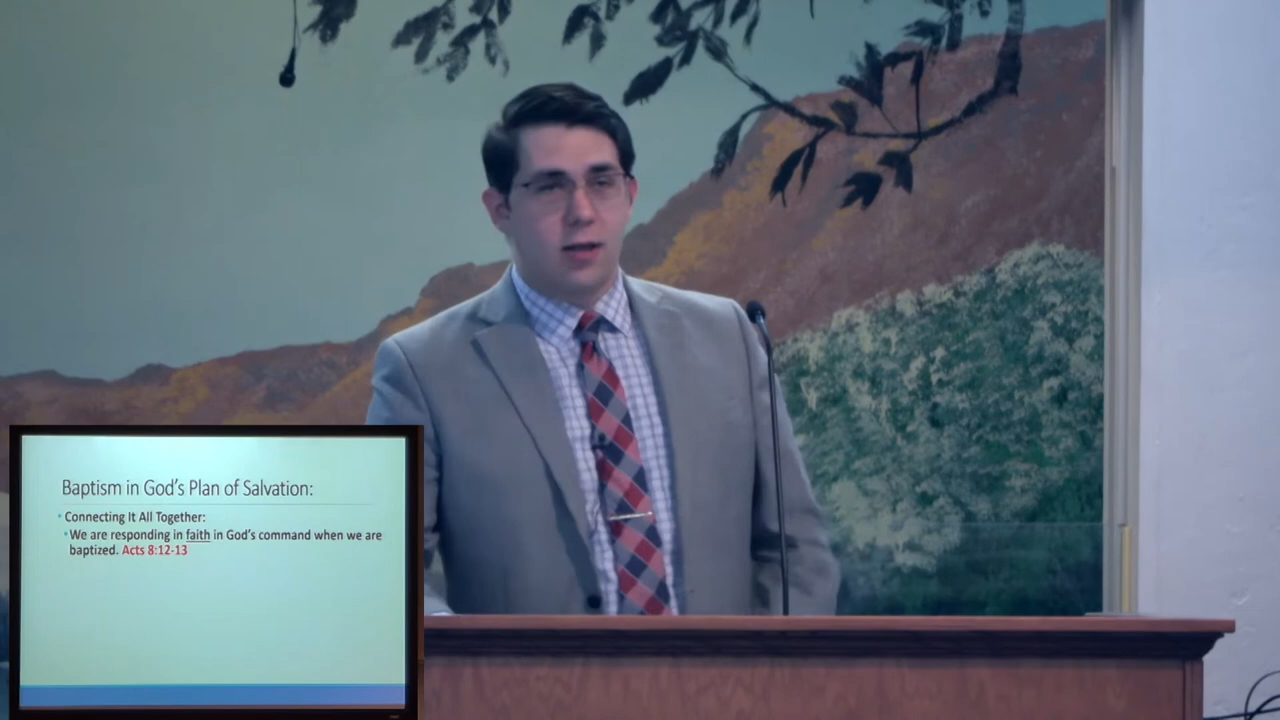 Baptism in God's Plan of Salvation:
• Connecting It All Together:
• We are responding in faith in God's command when we are
baptized. Acts 8:12-13